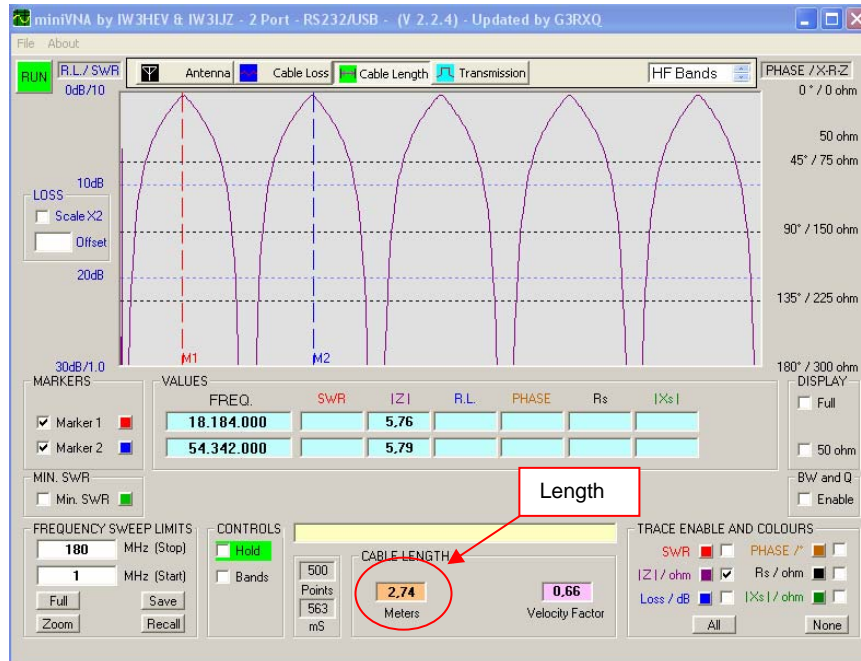 miniVNA by IW3HEV & IW3IJZ - 2 Port - RS232/USB - (V 2.2.4) - Updated by G3RXQ
File About
RUN R.L./SWR Antenna Cable Loss Cable Length Transmission HF Bands PHASE / X-R-Z
0dB/10 0 ° / 0 ohm
50 ohm
45° / 75 ohm
10dB
LOSS
Scale X2
Offset 90° / 150 ohm
20dB
135° / 225 ohm
M1 M2
30dB/1.0 180° / 300 ohm
MARKERS VALUES DISPLAY
FREQ. SWR |Z| R.L. PHASE Rs |Xs| Full
Marker 1 18.184.000 5,76
Marker 2 54.342.000 5,79 50 ohm
MIN. SWR Length BW and Q
Min. SWR Enable
FREQUENCY SWEEP LIMITS CONTROLS TRACE ENABLE AND COLOURS
180 MHz (Stop) Hold CABLE LENGTH SWR PHASE /°
1 MHz (Start) Bands 500 Points 2,74 0,66 |Z| / ohm Rs / ohm
Full Save 563 mS Meters Velocity Factor Loss / dB |Xs| / ohm
Zoom Recall All None